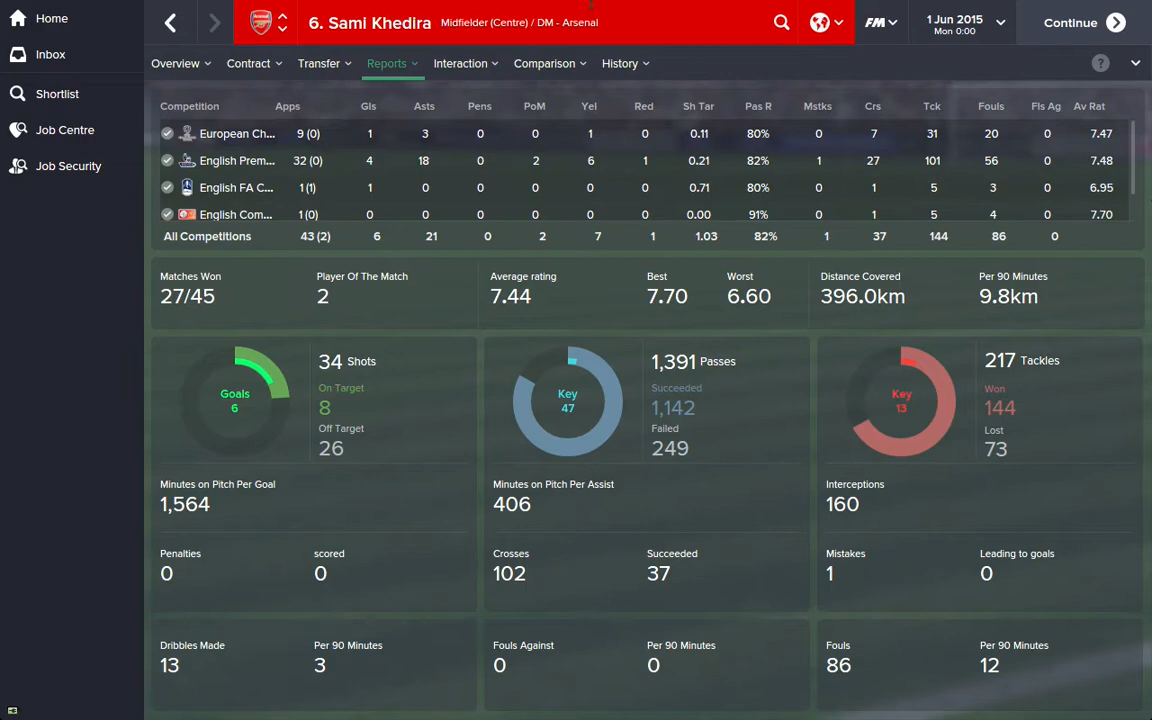 Home
Inbox
Shortlist
Job Centre
Job Security
6. Sami Khedira Midfielder (Centre) / DM - Arsenal
FM
1 Jun 2015
Mon 0:00
Continue
Overview Contract Transfer Reports Interaction Comparison History ?
Competition Apps Gls Asts Pens PoM Yel Red Sh Tar Pas R Mstks Crs Tck Fouls Fls Ag Av Rat
European Ch... 9 (0) 1 3 0 0 1 0 0.11 80% 0 7 31 20 0 7.47
English Prem... 32 (0) 4 18 0 2 6 1 0.21 82% 1 27 101 56 0 7.48
English FA C... 1 (1) 1 0 0 0 0 0 0.71 80% 0 1 5 3 0 6.95
English Com... 1 (0) 0 0 0 0 0 0 0.00 91% 0 1 5 4 0 7.70
All Competitions 43 (2) 6 21 0 2 7 1 1.03 82% 1 37 144 86 0
Matches Won Player Of The Match Average rating Best Worst Distance Covered Per 90 Minutes
27/45 2 7.44 7.70 6.60 396.0km 9.8km
Goals
6
34 Shots
On Target
8
Off Target
26
Minutes on Pitch Per Goal
1,564
Penalties scored
0 0
Key
47
1,391 Passes
Succeeded
1,142
Failed
249
Minutes on Pitch Per Assist
406
Crosses Succeeded
102 37
Key
13
217 Tackles
Won
144
Lost
73
Interceptions
160
Mistakes Leading to goals
1 0
Dribbles Made Per 90 Minutes
13 3
Fouls Against Per 90 Minutes
0 0
Fouls Per 90 Minutes
86 12